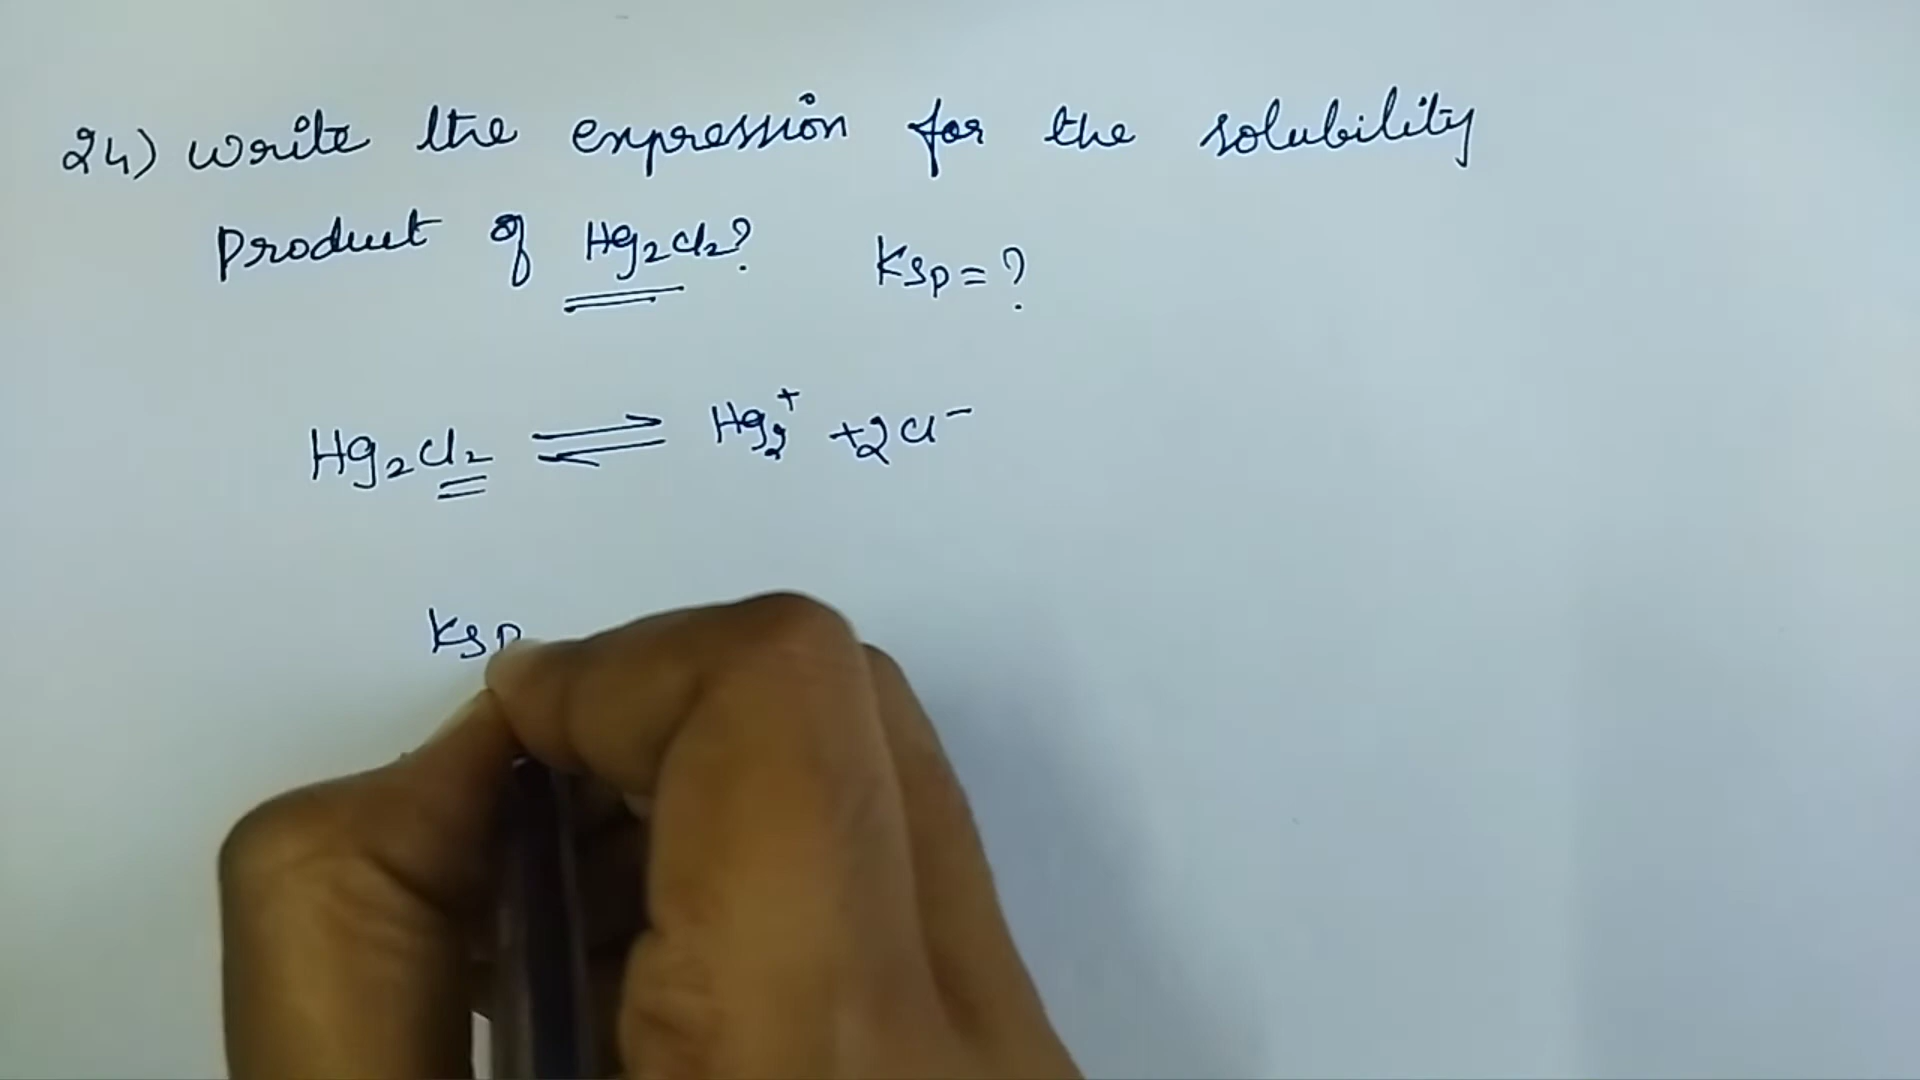 24) Write the expression for the solubility
Product of Hg₂Cl₂? Ksp = ?
Hg₂Cl₂ ⇌ Hg₂⁺ + 2Cl⁻
Ksp